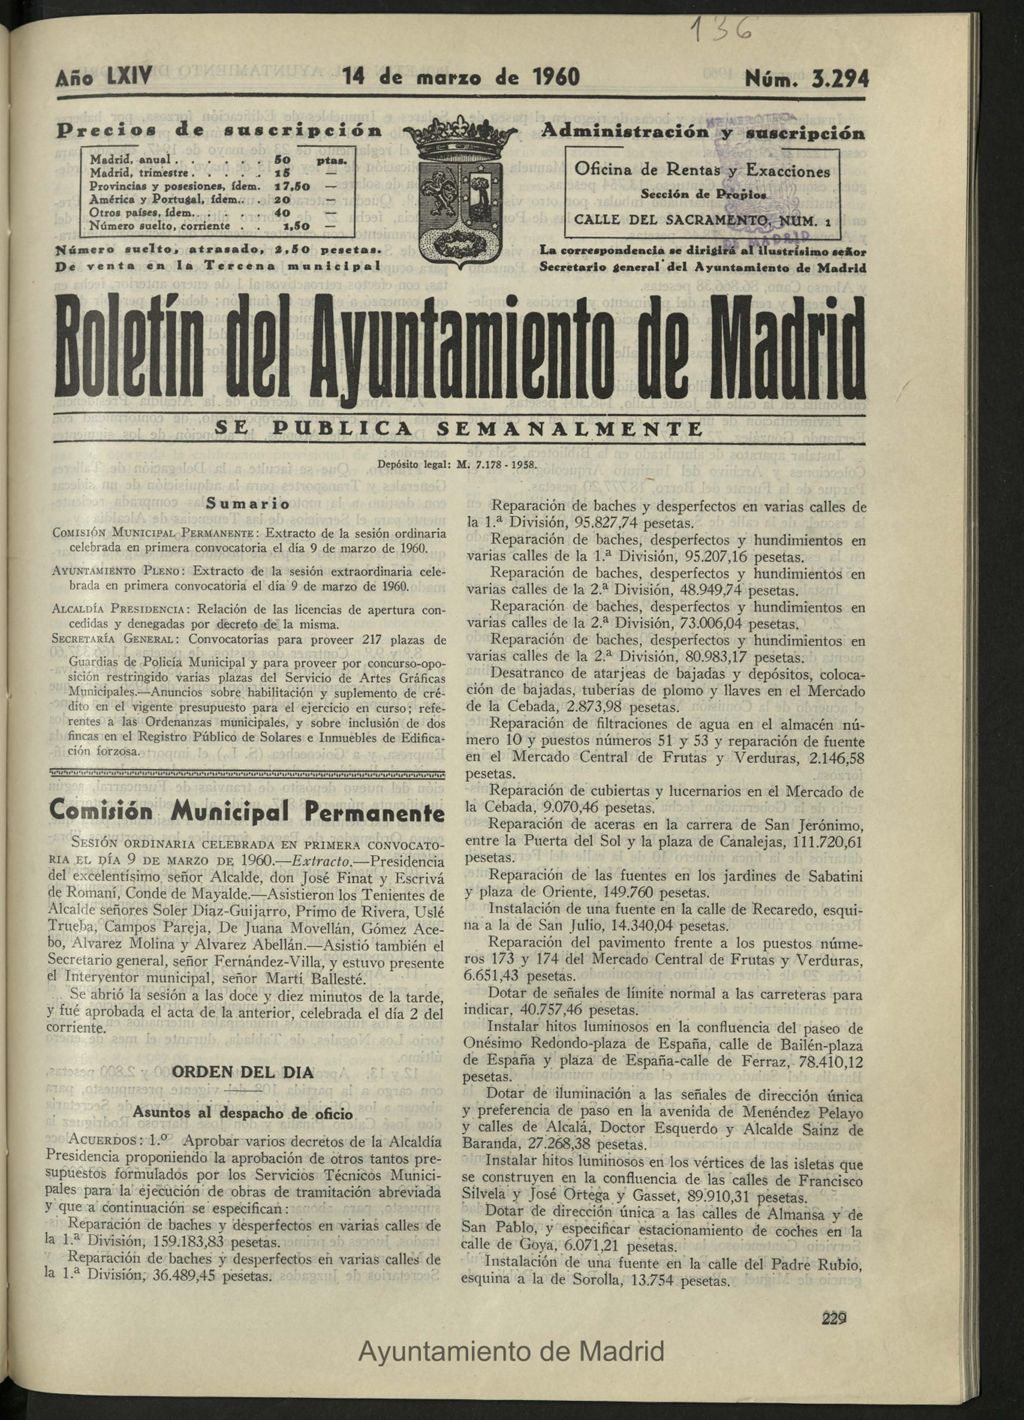 136
Año LXIV
14 de marzo de 1960
Núm. 3.294
Precios de suscripción
Madrid, anual. . . . . . 50 ptas.
Madrid, trimestre. . . . . 15 —
Provincias y posesiones, ídem. 17,50 —
América y Portugal, ídem.. . 20 —
Otros países, ídem.. . . . . 40 —
Número suelto, corriente . . 1,50 —
Número suelto, atrasado, 2,50 pesetas.
De venta en la Tercena municipal
Administración y suscripción
Oficina de Rentas y Exacciones
Sección de Propios
CALLE DEL SACRAMENTO, NUM. 1
La correspondencia se dirigirá al ilustrísimo señor
Secretario general del Ayuntamiento de Madrid
Boletín del Ayuntamiento de Madrid
SE PUBLICA SEMANALMENTE
Depósito legal: M. 7.178 - 1958.
Sumario
COMISIÓN MUNICIPAL PERMANENTE: Extracto de la sesión ordinaria
celebrada en primera convocatoria el día 9 de marzo de 1960.
AYUNTAMIENTO PLENO: Extracto de la sesión extraordinaria cele-
brada en primera convocatoria el día 9 de marzo de 1960.
ALCALDÍA PRESIDENCIA: Relación de las licencias de apertura con-
cedidas y denegadas por decreto de la misma.
SECRETARÍA GENERAL: Convocatorias para proveer 217 plazas de
Guardias de Policía Municipal y para proveer por concurso-opo-
sición restringido varias plazas del Servicio de Artes Gráficas
Municipales.—Anuncios sobre habilitación y suplemento de cré-
dito en el vigente presupuesto para el ejercicio en curso; refe-
rentes a las Ordenanzas municipales, y sobre inclusión de dos
fincas en el Registro Público de Solares e Inmuebles de Edifica-
ción forzosa.
Comisión Municipal Permanente
SESIÓN ORDINARIA CELEBRADA EN PRIMERA CONVOCATO-
RIA EL DÍA 9 DE MARZO DE 1960.—Extracto.—Presidencia
del excelentísimo señor Alcalde, don José Finat y Escrivá
de Romaní, Conde de Mayalde.—Asistieron los Tenientes de
Alcalde señores Soler Díaz-Guijarro, Primo de Rivera, Uslé
Trueba, Campos Pareja, De Juana Movellán, Gómez Ace-
bo, Alvarez Molina y Alvarez Abellán.—Asistió también el
Secretario general, señor Fernández-Villa, y estuvo presente
el Interventor municipal, señor Martí Ballesté.
Se abrió la sesión a las doce y diez minutos de la tarde,
y fué aprobada el acta de la anterior, celebrada el día 2 del
corriente.
ORDEN DEL DIA
Asuntos al despacho de oficio
ACUERDOS: 1.º Aprobar varios decretos de la Alcaldía
Presidencia proponiendo la aprobación de otros tantos pre-
supuestos formulados por los Servicios Técnicos Munici-
pales para la ejecución de obras de tramitación abreviada
y que a continuación se especifican:
Reparación de baches y desperfectos en varias calles de
la 1.ª División, 159.183,83 pesetas.
Reparación de baches y desperfectos en varias calles de
la 1.ª División, 36.489,45 pesetas.
Reparación de baches y desperfectos en varias calles de
la 1.ª División, 95.827,74 pesetas.
Reparación de baches, desperfectos y hundimientos en
varias calles de la 1.ª División, 95.207,16 pesetas.
Reparación de baches, desperfectos y hundimientos en
varias calles de la 2.ª División, 48.949,74 pesetas.
Reparación de baches, desperfectos y hundimientos en
varias calles de la 2.ª División, 73.006,04 pesetas.
Reparación de baches, desperfectos y hundimientos en
varias calles de la 2.ª División, 80.983,17 pesetas.
Desatranco de atarjeas de bajadas y depósitos, coloca-
ción de bajadas, tuberías de plomo y llaves en el Mercado
de la Cebada, 2.873,98 pesetas.
Reparación de filtraciones de agua en el almacén nú-
mero 10 y puestos números 51 y 53 y reparación de fuente
en el Mercado Central de Frutas y Verduras, 2.146,58
pesetas.
Reparación de cubiertas y lucernarios en el Mercado de
la Cebada, 9.070,46 pesetas.
Reparación de aceras en la carrera de San Jerónimo,
entre la Puerta del Sol y la plaza de Canalejas, 111.720,61
pesetas.
Reparación de las fuentes en los jardines de Sabatini
y plaza de Oriente, 149.760 pesetas.
Instalación de una fuente en la calle de Recaredo, esqui-
na a la de San Julio, 14.340,04 pesetas.
Reparación del pavimento frente a los puestos núme-
ros 173 y 174 del Mercado Central de Frutas y Verduras,
6.651,43 pesetas.
Dotar de señales de límite normal a las carreteras para
indicar, 40.757,46 pesetas.
Instalar hitos luminosos en la confluencia del paseo de
Onésimo Redondo-plaza de España, calle de Bailén-plaza
de España y plaza de España-calle de Ferraz, 78.410,12
pesetas.
Dotar de iluminación a las señales de dirección única
y preferencia de paso en la avenida de Menéndez Pelayo
y calles de Alcalá, Doctor Esquerdo y Alcalde Sainz de
Baranda, 27.268,38 pesetas.
Instalar hitos luminosos en los vértices de las isletas que
se construyen en la confluencia de las calles de Francisco
Silvela y José Ortega y Gasset, 89.910,31 pesetas.
Dotar de dirección única a las calles de Almansa y de
San Pablo, y especificar estacionamiento de coches en la
calle de Goya, 6.071,21 pesetas.
Instalación de una fuente en la calle del Padre Rubio,
esquina a la de Sorolla, 13.754 pesetas.
229
Ayuntamiento de Madrid